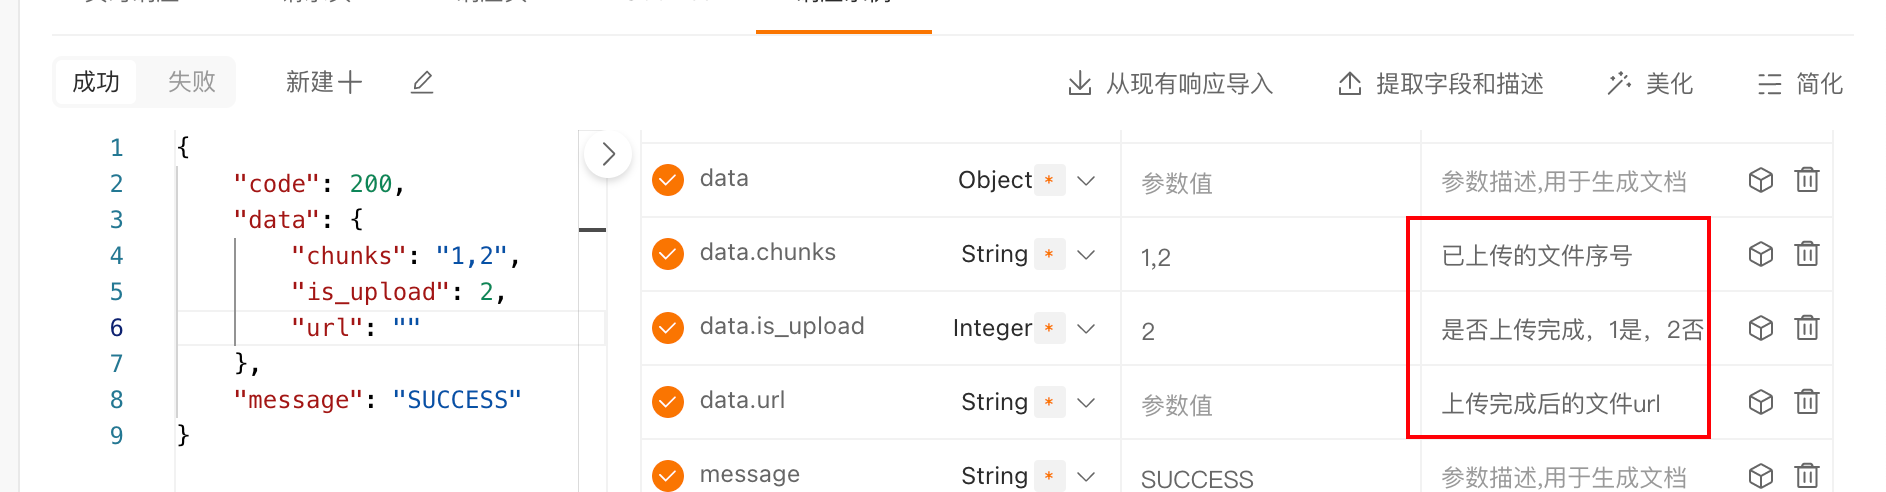 成功 失败 新建 从现有响应导入 提取字段和描述 美化 简化
1 {
2 "code": 200,
3 "data": {
4 "chunks": "1,2",
5 "is_upload": 2,
6 "url": ""
7 },
8 "message": "SUCCESS"
9 }
data Object * 参数值 参数描述,用于生成文档
data.chunks String * 1,2 已上传的文件序号
data.is_upload Integer * 2 是否上传完成，1是，2否
data.url String * 参数值 上传完成后的文件url
message String * SUCCESS 参数描述,用于生成文档